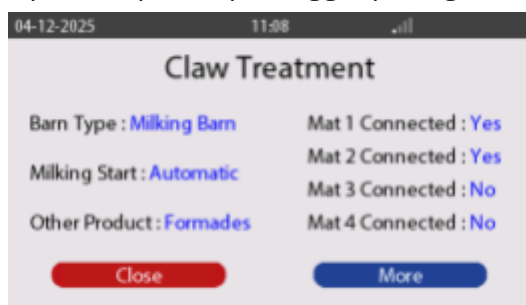 04-12-2025 11:08
Claw Treatment
Barn Type : Milking Barn
Milking Start : Automatic
Other Product : Formades
Mat 1 Connected : Yes
Mat 2 Connected : Yes
Mat 3 Connected : No
Mat 4 Connected : No
Close
More